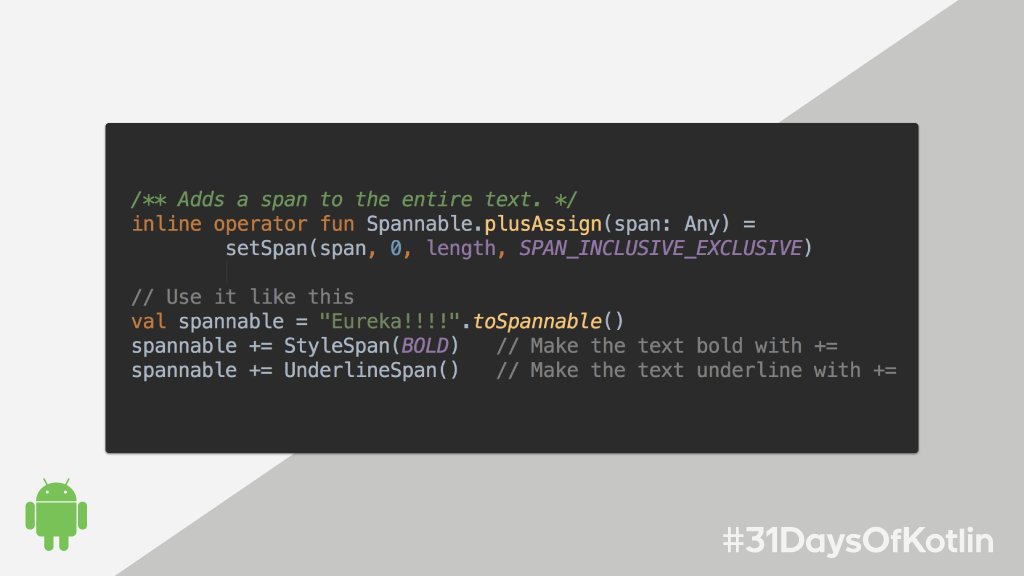 /** Adds a span to the entire text. */
inline operator fun Spannable.plusAssign(span: Any) =
        setSpan(span, 0, length, SPAN_INCLUSIVE_EXCLUSIVE)
// Use it like this
val spannable = "Eureka!!!!".toSpannable()
spannable += StyleSpan(BOLD)   // Make the text bold with +=
spannable += UnderlineSpan()   // Make the text underline with +=
#31DaysOfKotlin